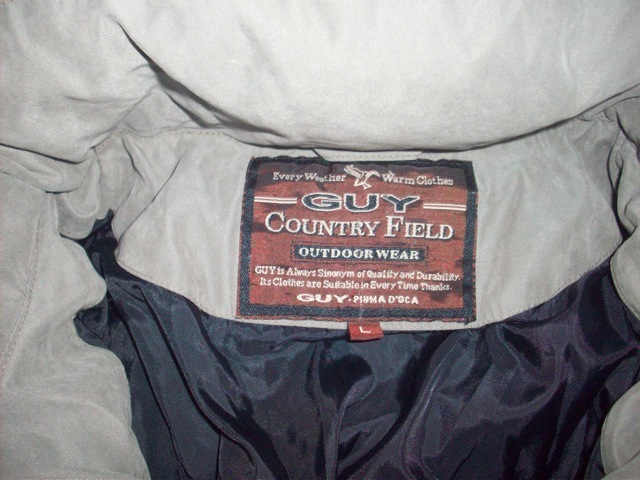 Every Weather Warm Clothes
GUY
COUNTRY FIELD
OUTDOOR WEAR
GUY is Always Sinonym of Quality and Durability.
Its Clothes are Suitable in Every Time Thanks.
GUY - PIUMA D'OCA
L